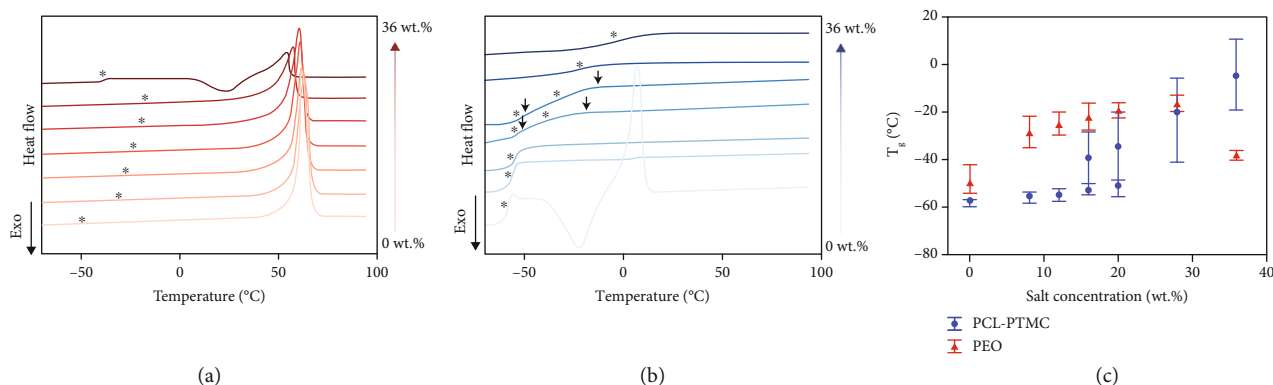 36 wt.%
Heat flow
Exo
0 wt.%
−50
0
50
100
Temperature (°C)
(a)
36 wt.%
Heat flow
Exo
0 wt.%
−50
0
50
100
Temperature (°C)
(b)
20
0
−20
−40
−60
−80
Tg (°C)
0
10
20
30
40
Salt concentration (wt.%)
PCL-PTMC
PEO
(c)